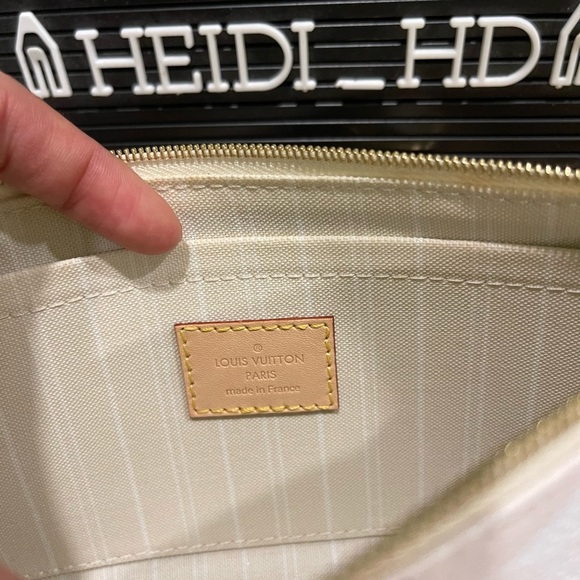 HEIDI_HD
®
LOUIS VUITTON
PARIS
made in France